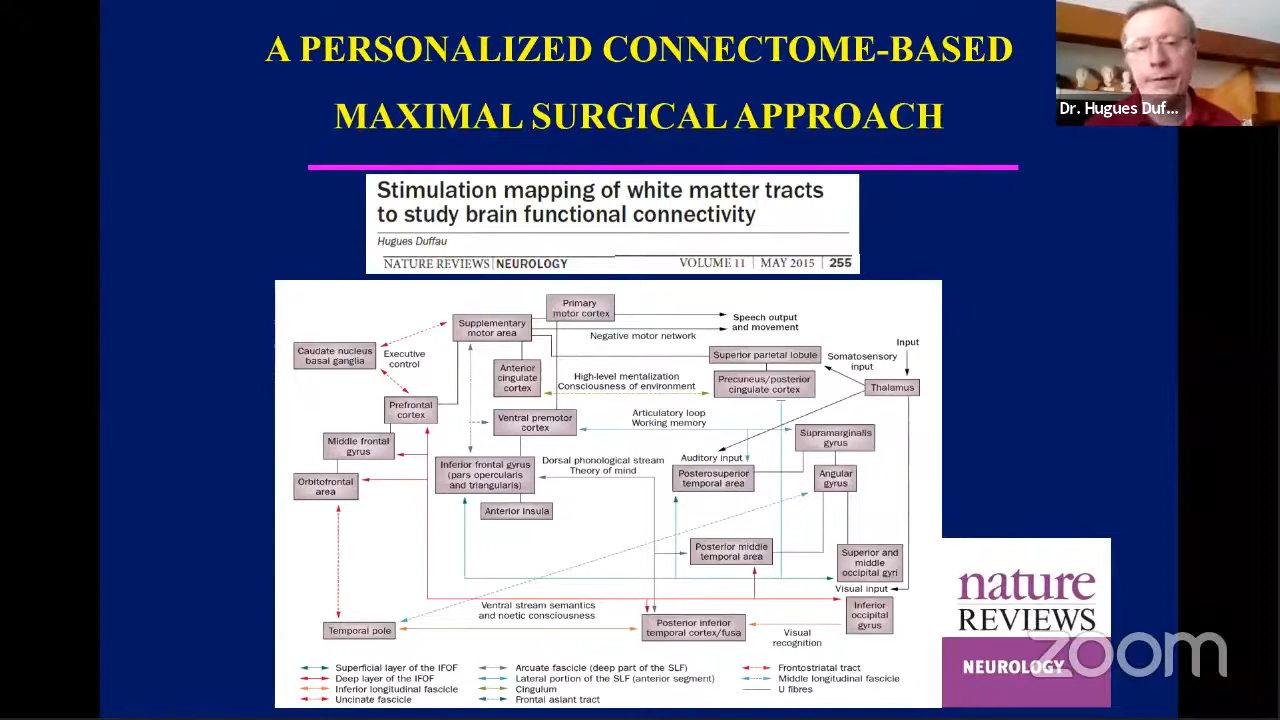 A PERSONALIZED CONNECTOME-BASED
MAXIMAL SURGICAL APPROACH
Dr. Hugues Duf...
Stimulation mapping of white matter tracts
to study brain functional connectivity
Hugues Duffau
NATURE REVIEWS | NEUROLOGY VOLUME 11 | MAY 2015 | 255
Primary
motor cortex
Supplementary
motor area
Speech output
and movement
Negative motor network
Input
Caudate nucleus
basal ganglia
Executive
control
Anterior
cingulate
cortex
High-level mentalization
Consciousness of environment
Superior parietal lobule
Precuneus/posterior
cingulate cortex
Somatosensory
input
Thalamus
Prefrontal
cortex
Ventral premotor
cortex
Articulatory loop
Working memory
Supramarginalis
gyrus
Middle frontal
gyrus
Auditory input
Orbitofrontal
area
Inferior frontal gyrus
(pars opercularis
and triangularis)
Dorsal phonological stream
Theory of mind
Posterosuperior
temporal area
Angular
gyrus
Anterior insula
Posterior middle
temporal area
Superior and
middle
occipital gyri
Visual input
Ventral stream semantics
and noetic consciousness
Inferior
occipital
gyrus
Temporal pole
Posterior inferior
temporal cortex/fusa
Visual
recognition
Superficial layer of the IFOF
Deep layer of the IFOF
Inferior longitudinal fascicle
Uncinate fascicle
Arcuate fascicle (deep part of the SLF)
Lateral portion of the SLF (anterior segment)
Cingulum
Frontal aslant tract
Frontostriatal tract
Middle longitudinal fascicle
U fibres
nature
REVIEWS
NEUROLOGY
zoom